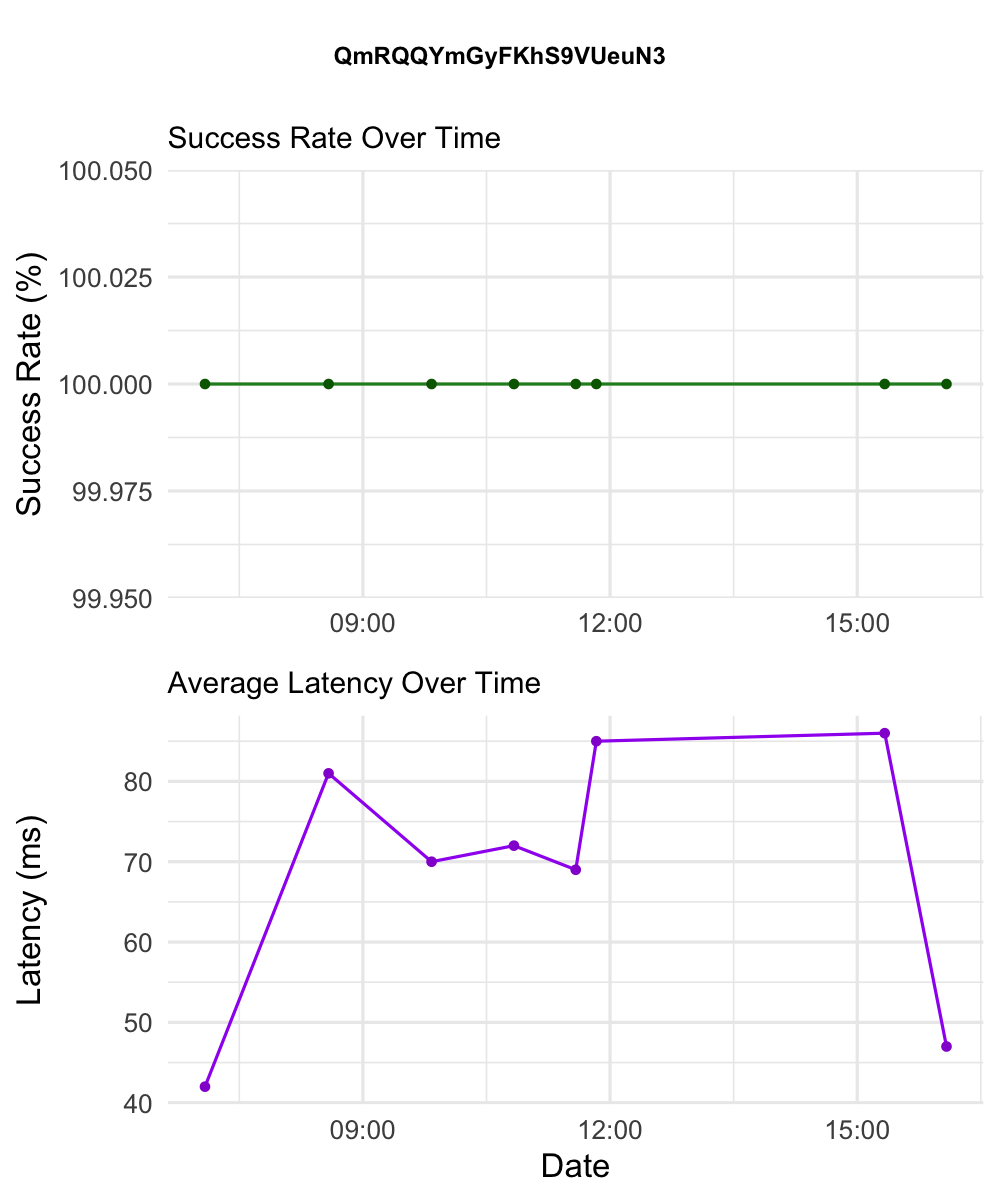 QmRQQYmGyFKhS9VUeuN3
Success Rate Over Time
100.050
100.025
100.000
99.975
99.950
Success Rate (%)
09:00 12:00 15:00
Average Latency Over Time
80
70
60
50
40
Latency (ms)
09:00 12:00 15:00
Date